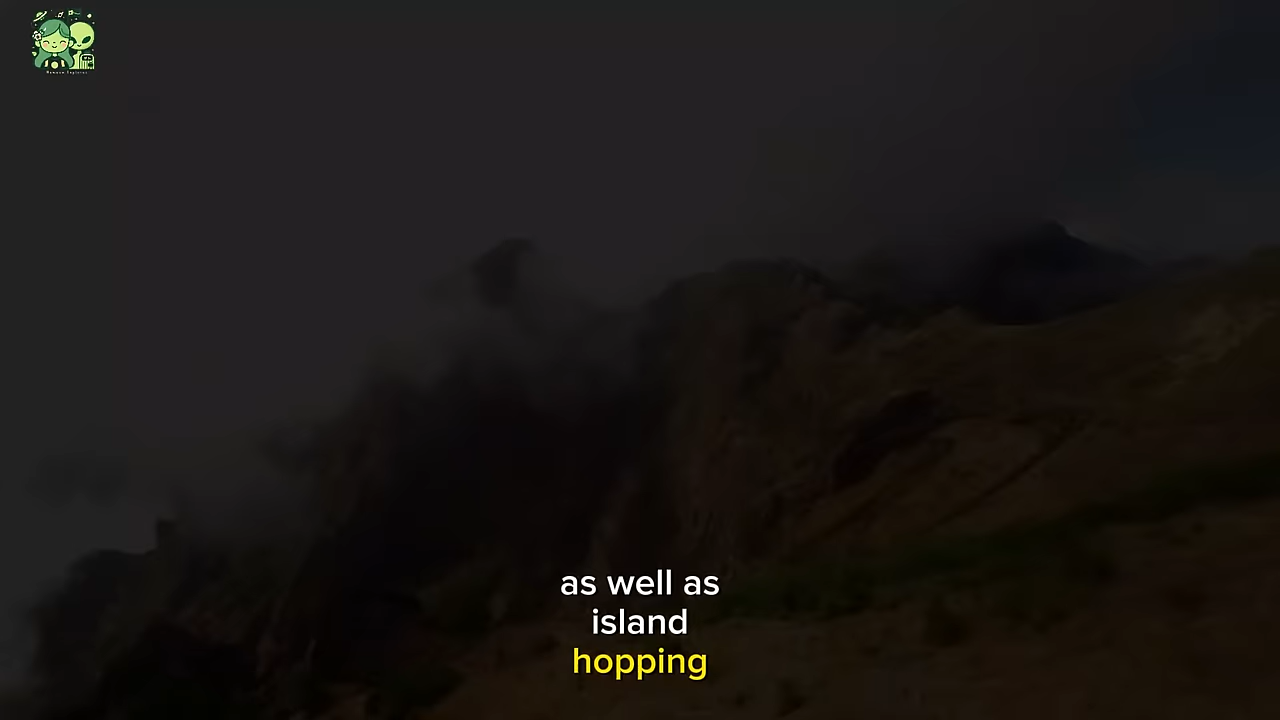 as well as
island
hopping